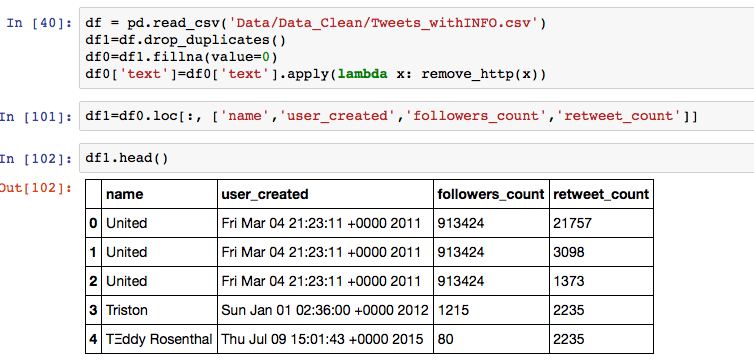 In [40]: df = pd.read_csv('Data/Data_Clean/Tweets_withINFO.csv')
df1=df.drop_duplicates()
df0=df1.fillna(value=0)
df0['text']=df0['text'].apply(lambda x: remove_http(x))
In [101]: df1=df0.loc[:, ['name','user_created','followers_count','retweet_count']]
In [102]: df1.head()
Out[102]:
name user_created followers_count retweet_count
0 United Fri Mar 04 21:23:11 +0000 2011 913424 21757
1 United Fri Mar 04 21:23:11 +0000 2011 913424 3098
2 United Fri Mar 04 21:23:11 +0000 2011 913424 1373
3 Triston Sun Jan 01 02:36:00 +0000 2012 1215 2235
4 TΞddy Rosenthal Thu Jul 09 15:01:43 +0000 2015 80 2235